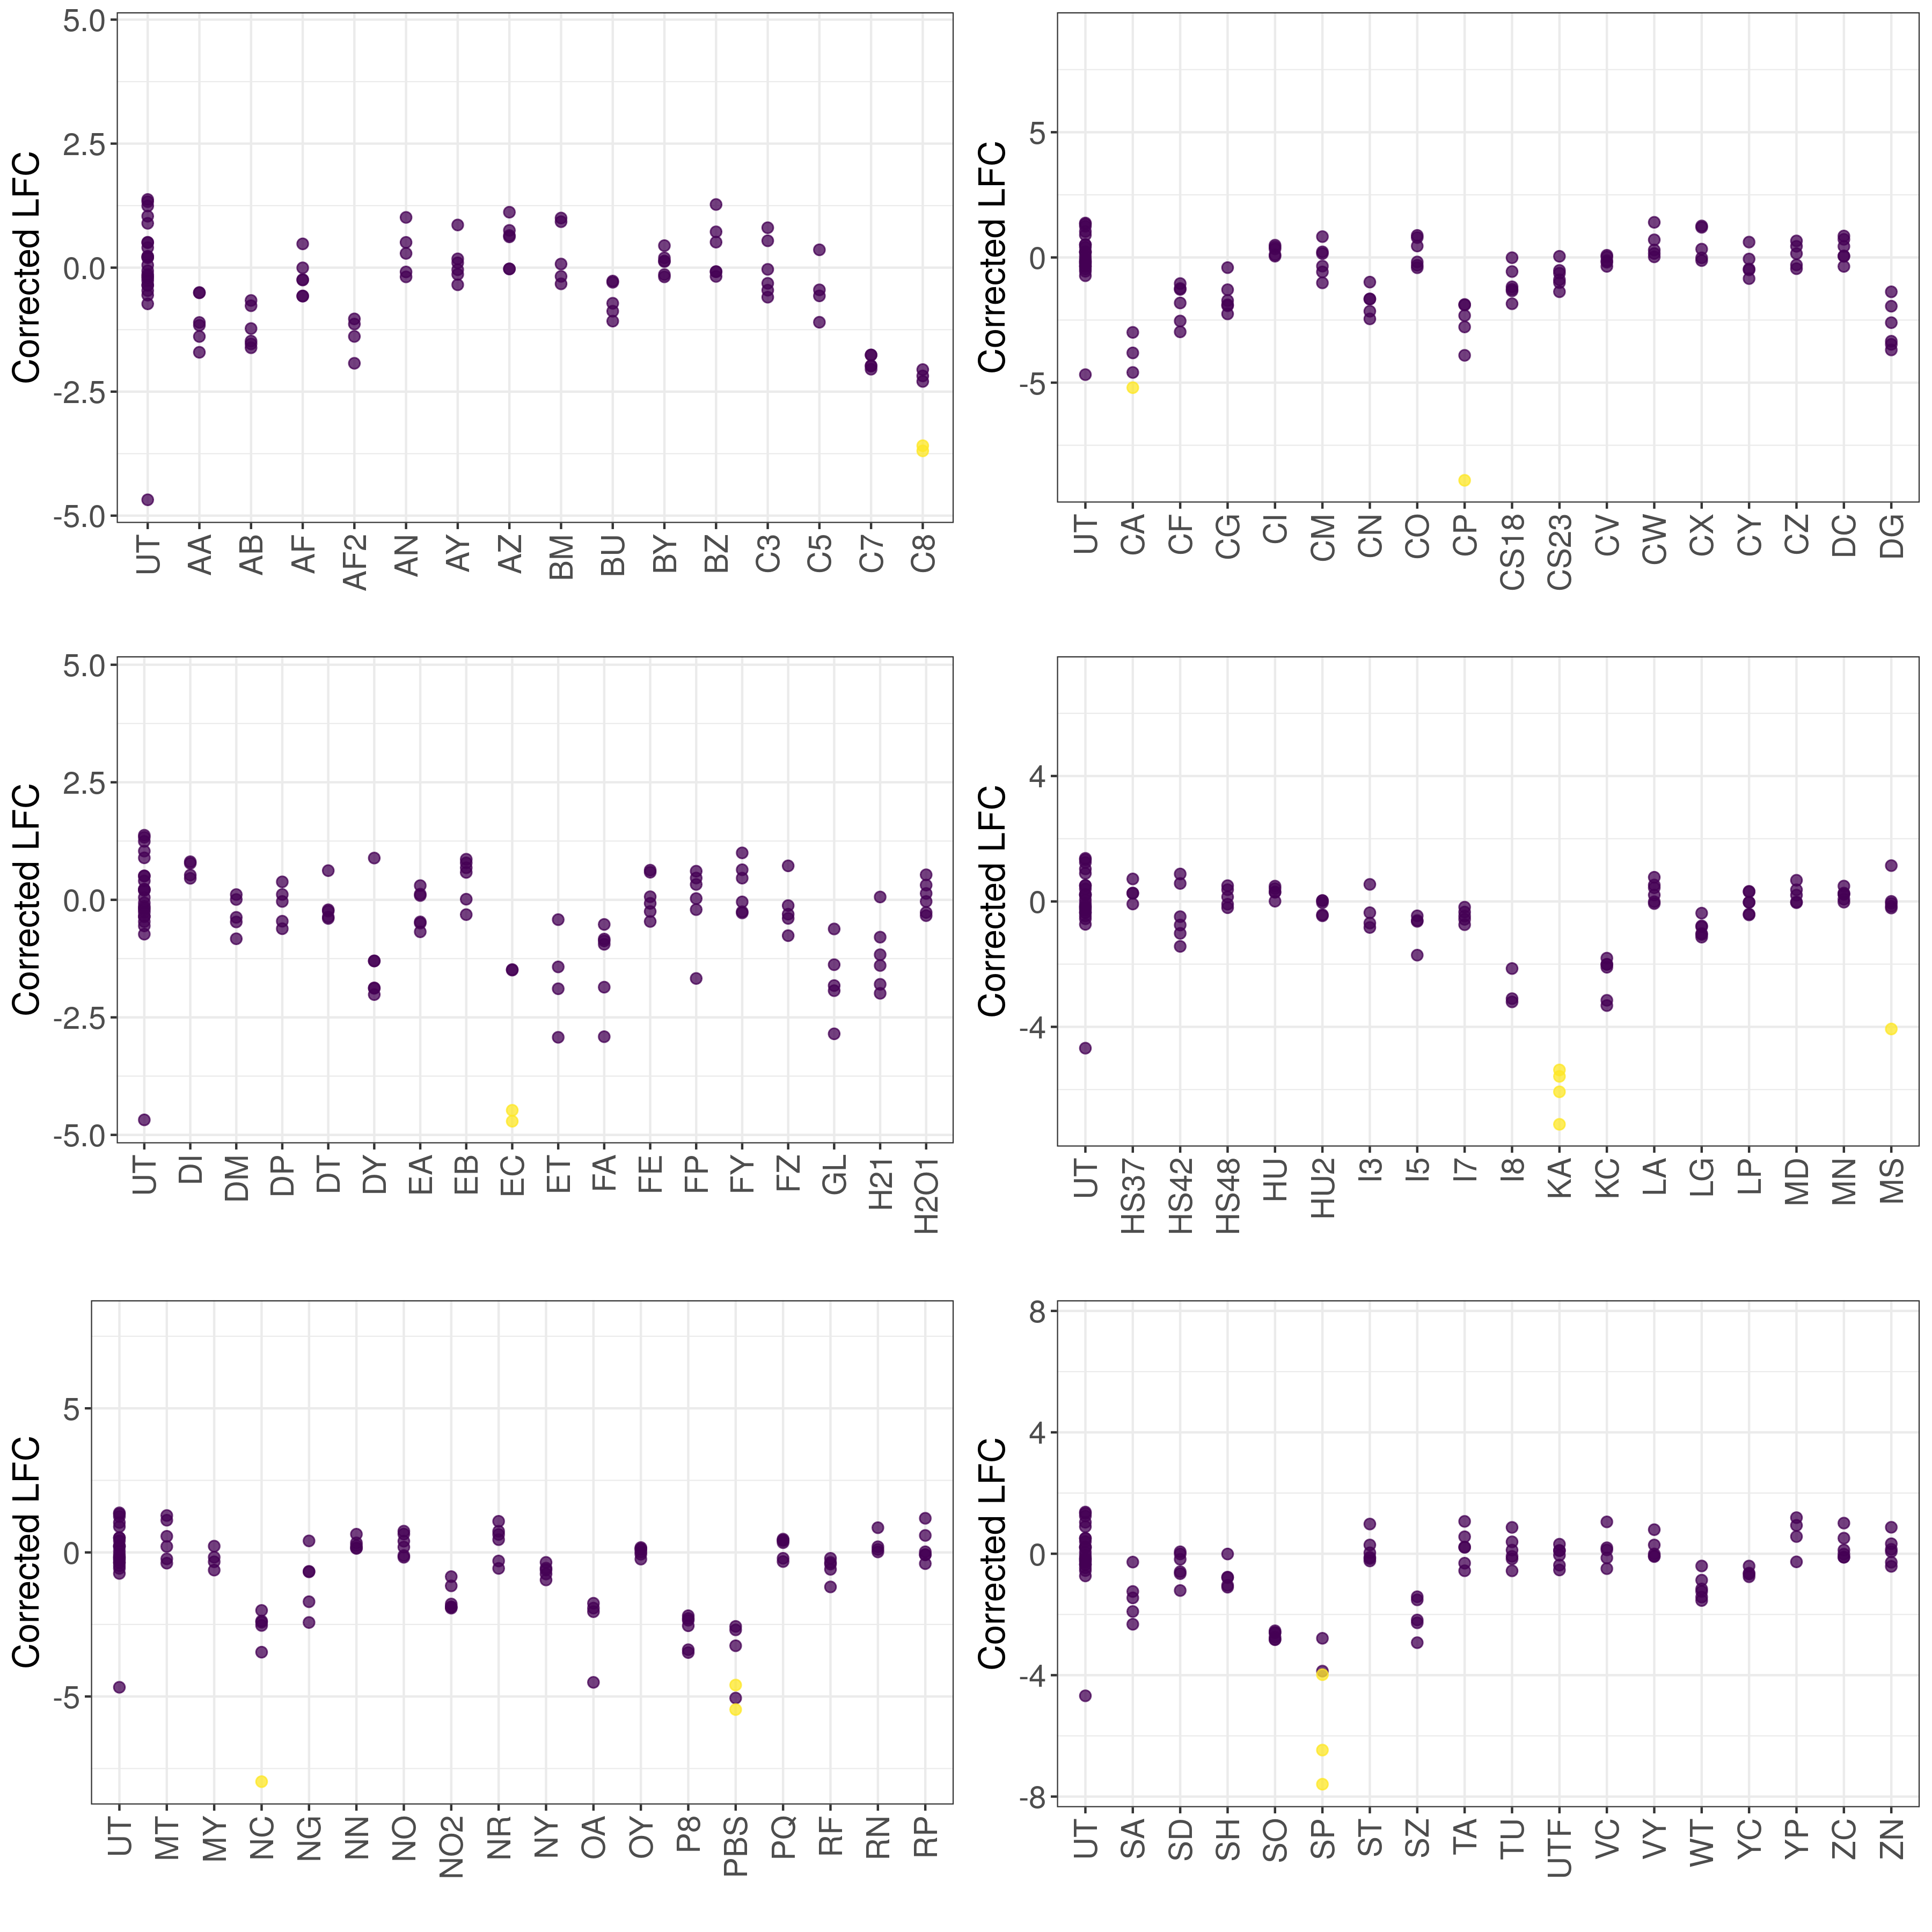 Corrected LFC
5.0
2.5
0.0
-2.5
-5.0
UT AA AB AF AF2 AN AY AZ BM BU BY BZ C3 C5 C7 C8
Corrected LFC
5
0
-5
UT CA CF CG CI CM CN CO CP CS18 CS23 CV CW CX CY CZ DC DG
Corrected LFC
5.0
2.5
0.0
-2.5
-5.0
UT DI DM DP DT DY EA EB EC ET FA FE FP FY FZ GL H21 H2O1
Corrected LFC
4
0
-4
UT HS37 HS42 HS48 HU HU2 I3 I5 I7 I8 KA KC LA LG LP MD MN MS
Corrected LFC
5
0
-5
UT MT MY NC NG NN NO NO2 NR NY OA OY P8 PBS PQ RF RN RP
Corrected LFC
8
4
0
-4
-8
UT SA SD SH SO SP ST SZ TA TU UTF VC VY WT YC YP ZC ZN